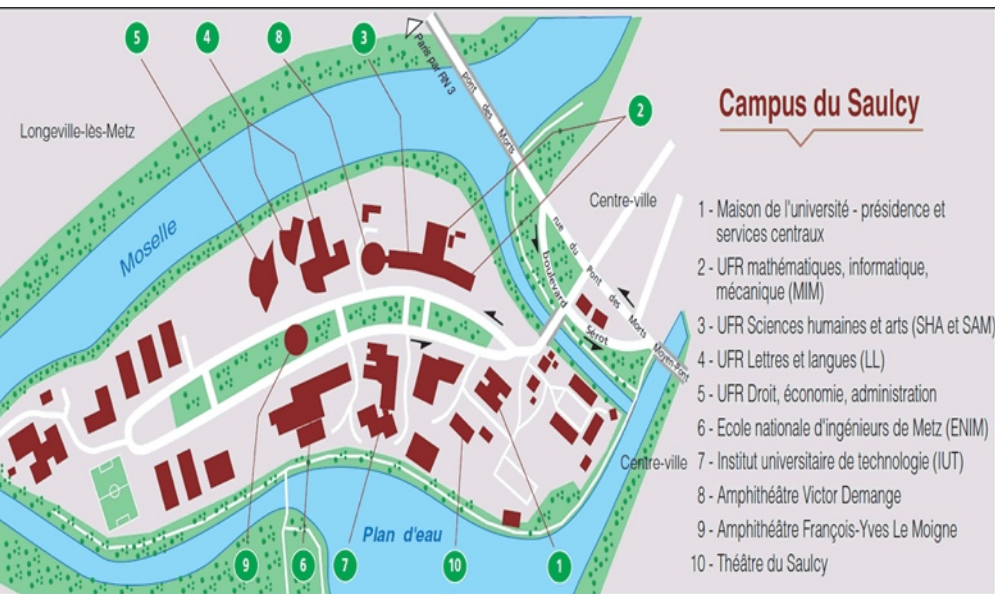 5
4
8
3
2
Paris par RN 3
Pont des Morts
Campus du Saulcy
Longeville-lès-Metz
Centre-ville
Moselle
rue du Pont des Morts
boulevard Sérot
Moyen-Pont
Centre-ville
Plan d'eau
9
6
7
10
1
1 - Maison de l'université - présidence et
services centraux
2 - UFR mathématiques, informatique,
mécanique (MIM)
3 - UFR Sciences humaines et arts (SHA et SAM)
4 - UFR Lettres et langues (LL)
5 - UFR Droit, économie, administration
6 - Ecole nationale d'ingénieurs de Metz (ENIM)
7 - Institut universitaire de technologie (IUT)
8 - Amphithéâtre Victor Demange
9 - Amphithéâtre François-Yves Le Moigne
10 - Théâtre du Saulcy